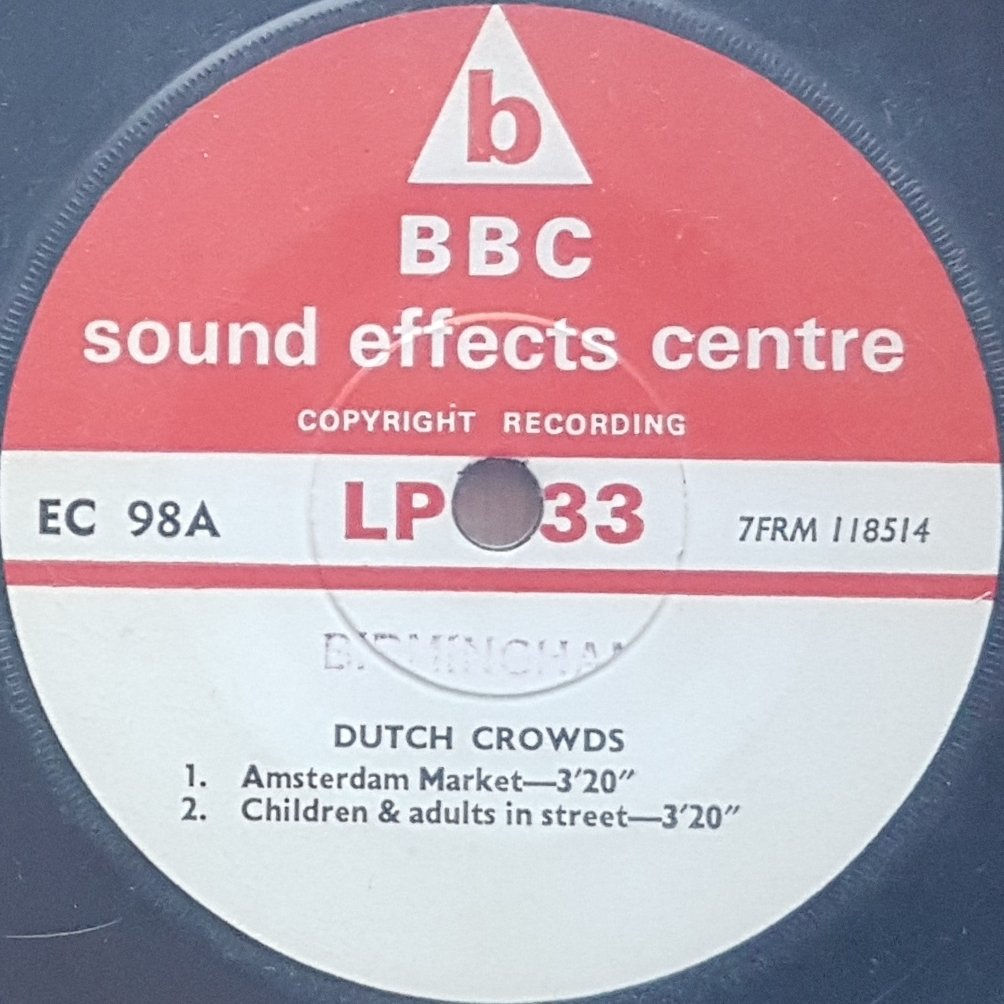 b
BBC
sound effects centre
COPYRIGHT RECORDING
EC 98A LP 33 7FRM 118514
BIRMINGHAM
DUTCH CROWDS
1. Amsterdam Market—3′20″
2. Children & adults in street—3′20″